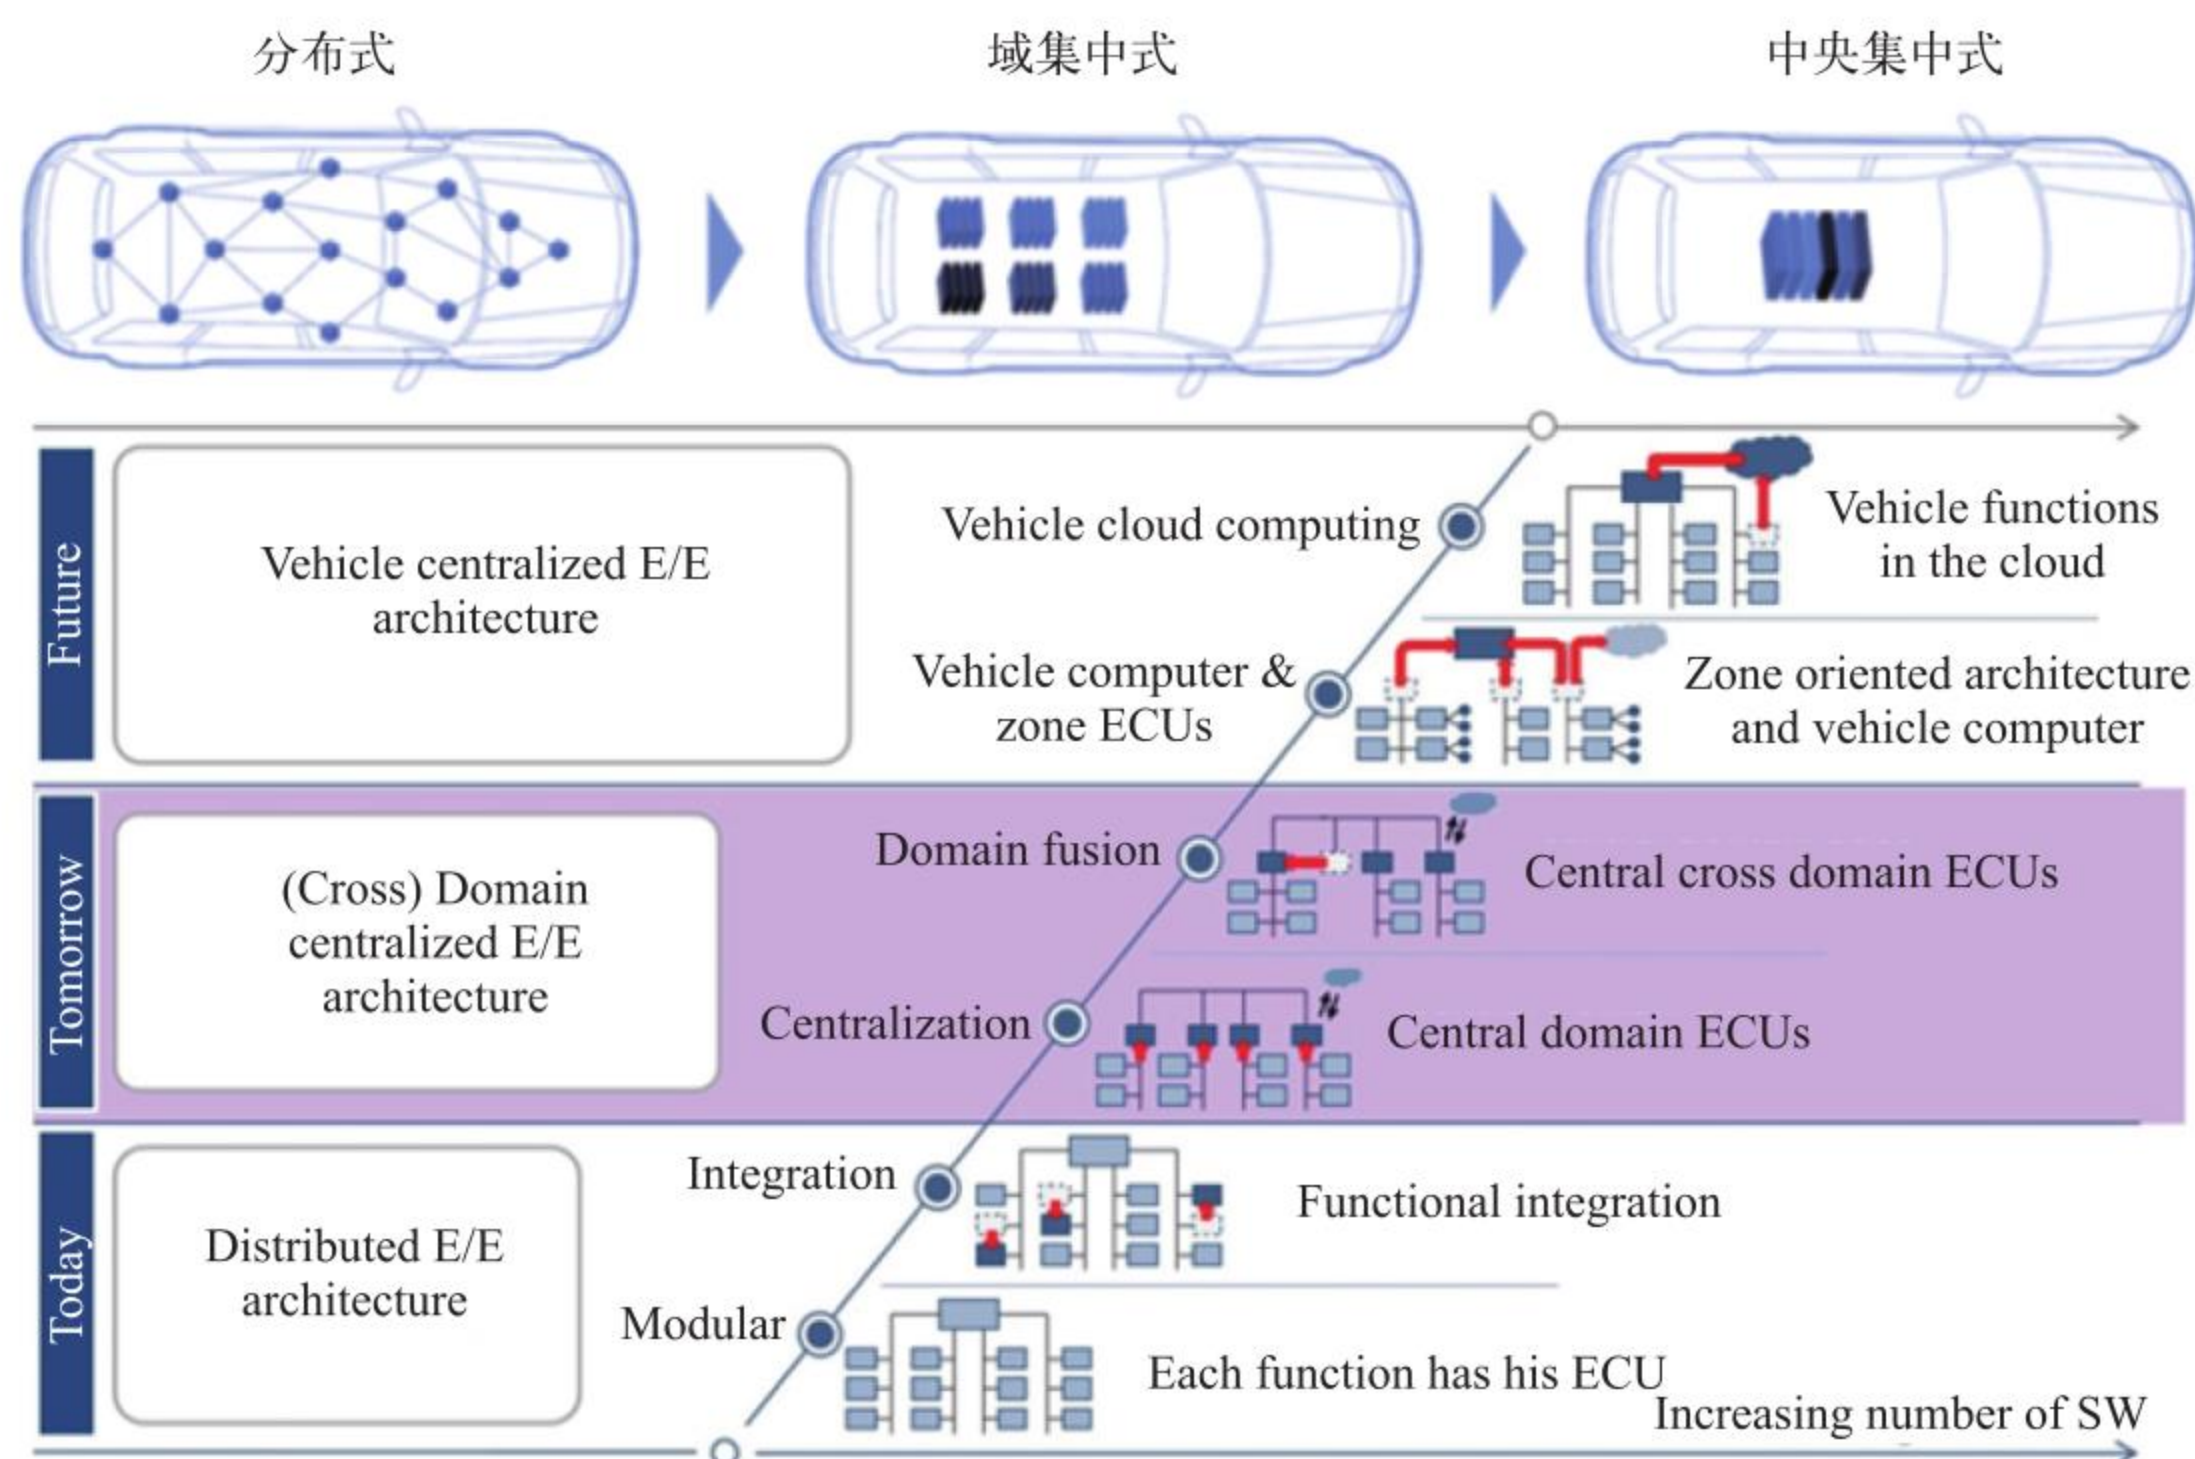 分布式
域集中式
中央集中式
Future
Vehicle centralized E/E
architecture
Vehicle cloud computing
Vehicle functions
in the cloud
Vehicle computer &
zone ECUs
Zone oriented architecture
and vehicle computer
Tomorrow
(Cross) Domain
centralized E/E
architecture
Domain fusion
Central cross domain ECUs
Centralization
Central domain ECUs
Today
Distributed E/E
architecture
Integration
Functional integration
Modular
Each function has his ECU
Increasing number of SW